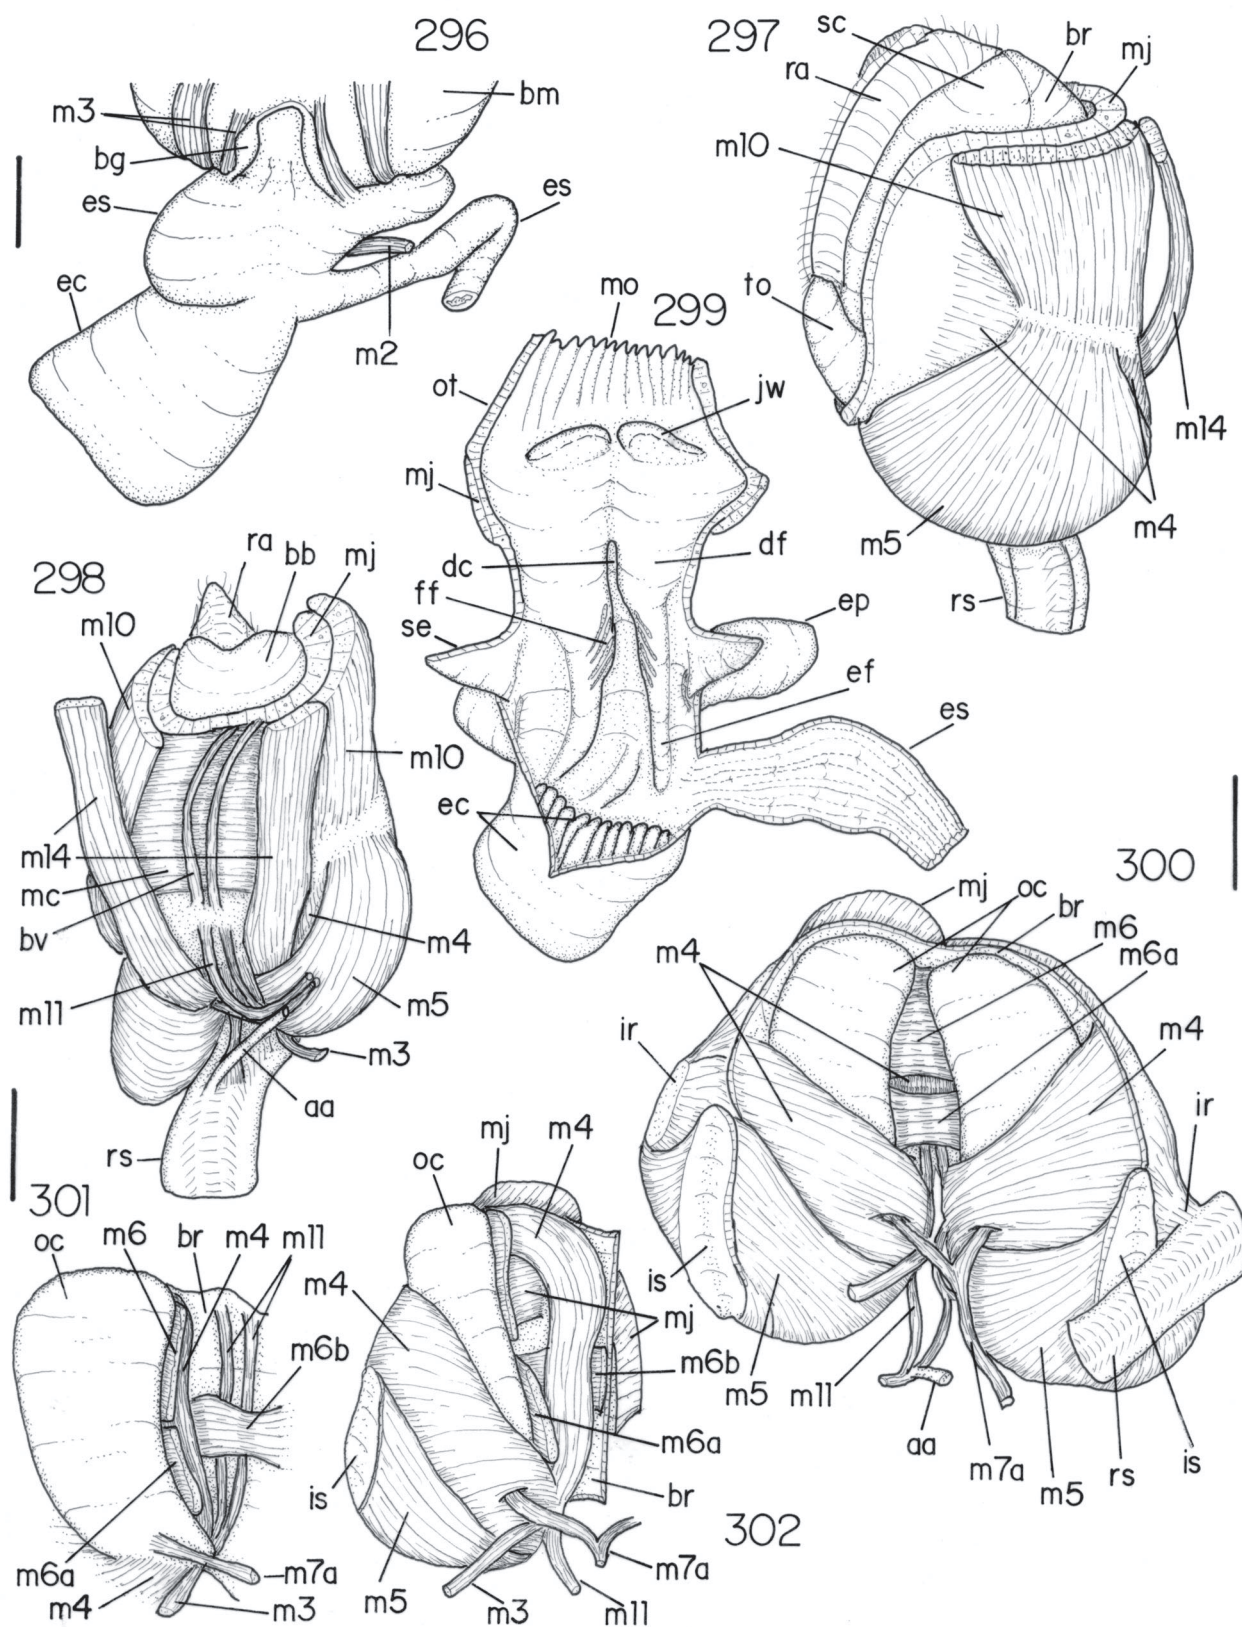 296
m3
bm
bg
es
es
ec
m2
297
sc
br
mj
ra
m10
to
m14
m4
m5
rs
299
mo
ot
jw
mj
dc
df
ff
ep
se
ef
es
ec
298
ra
bb
mj
m10
m10
m14
mc
bv
m4
m11
m5
m3
aa
rs
300
mj
oc
br
m6
m6a
m4
m4
ir
ir
is
m5
m11
aa
m7a
m5
rs
is
301
oc
m6
br
m4
m11
m6b
m6a
m4
m7a
m3
302
mj
m4
oc
m4
mj
m6b
m6a
is
br
m5
m7a
m3
m11